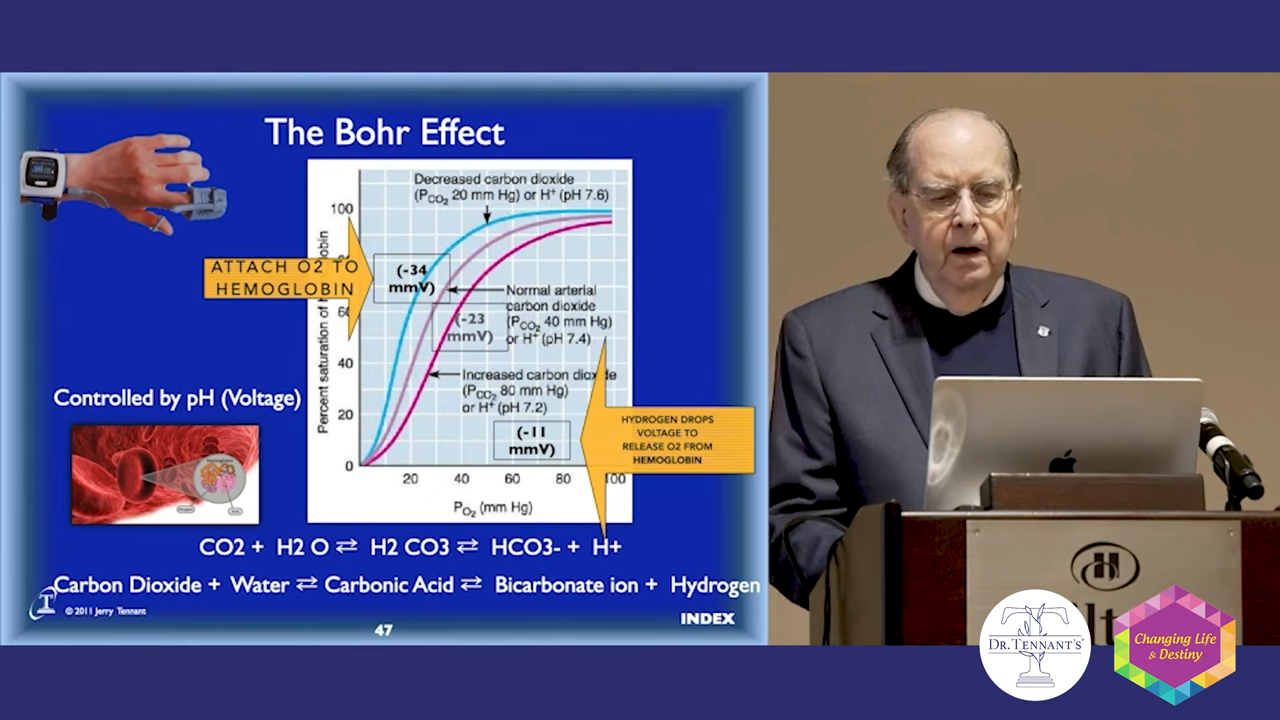 The Bohr Effect
Decreased carbon dioxide
(PCO2 20 mm Hg) or H+ (pH 7.6)
100
ATTACH O2 TO
HEMOGLOBIN
(-34
mmV)
Normal arterial
carbon dioxide
(PCO2 40 mm Hg)
or H+ (pH 7.4)
(-23
mmV)
60
40
20
0
Percent saturation of
Increased carbon dioxide
(PCO2 80 mm Hg)
or H+ (pH 7.2)
(-11
mmV)
HYDROGEN DROPS
VOLTAGE TO
RELEASE O2 FROM
HEMOGLOBIN
20 40 60 80 100
PO2 (mm Hg)
Controlled by pH (Voltage)
CO2 + H2 O ⇄ H2 CO3 ⇄ HCO3- + H+
Carbon Dioxide + Water ⇄ Carbonic Acid ⇄ Bicarbonate ion + Hydrogen
T
© 2011 Jerry Tennant
INDEX
47
H
DR. TENNANT'S®
Changing Life
& Destiny